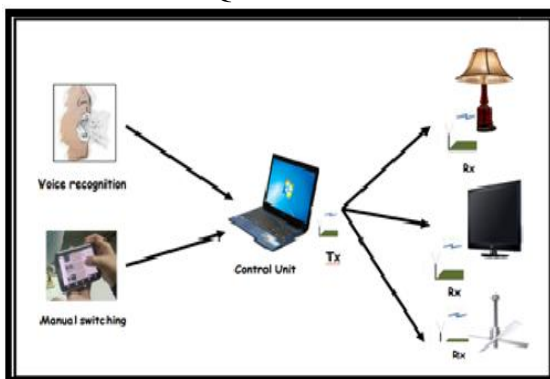 Voice recognition
Manual switching
Control Unit
Tx
Rx
Rx
Rx